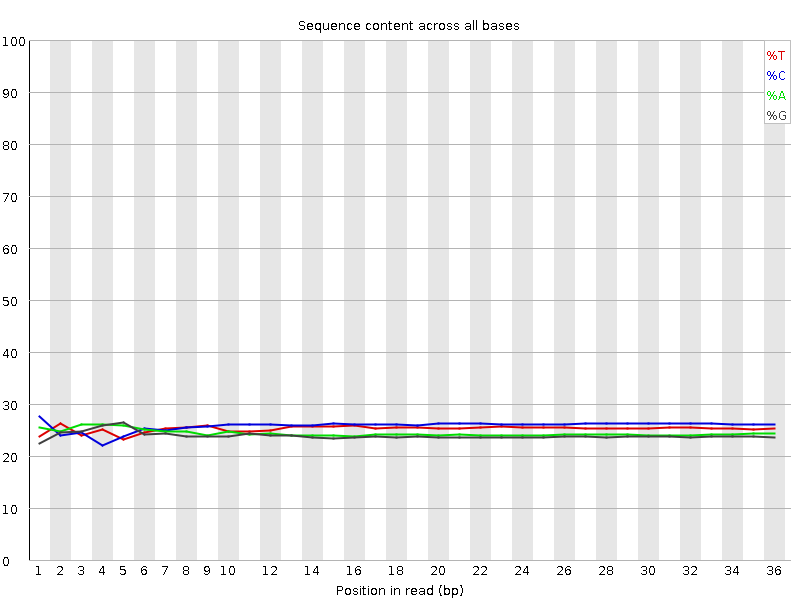 Sequence content across all bases
100
90
80
70
60
50
40
30
20
10
0
%T
%C
%A
%G
1 2 3 4 5 6 7 8 9 10 12 14 16 18 20 22 24 26 28 30 32 34 36
Position in read (bp)